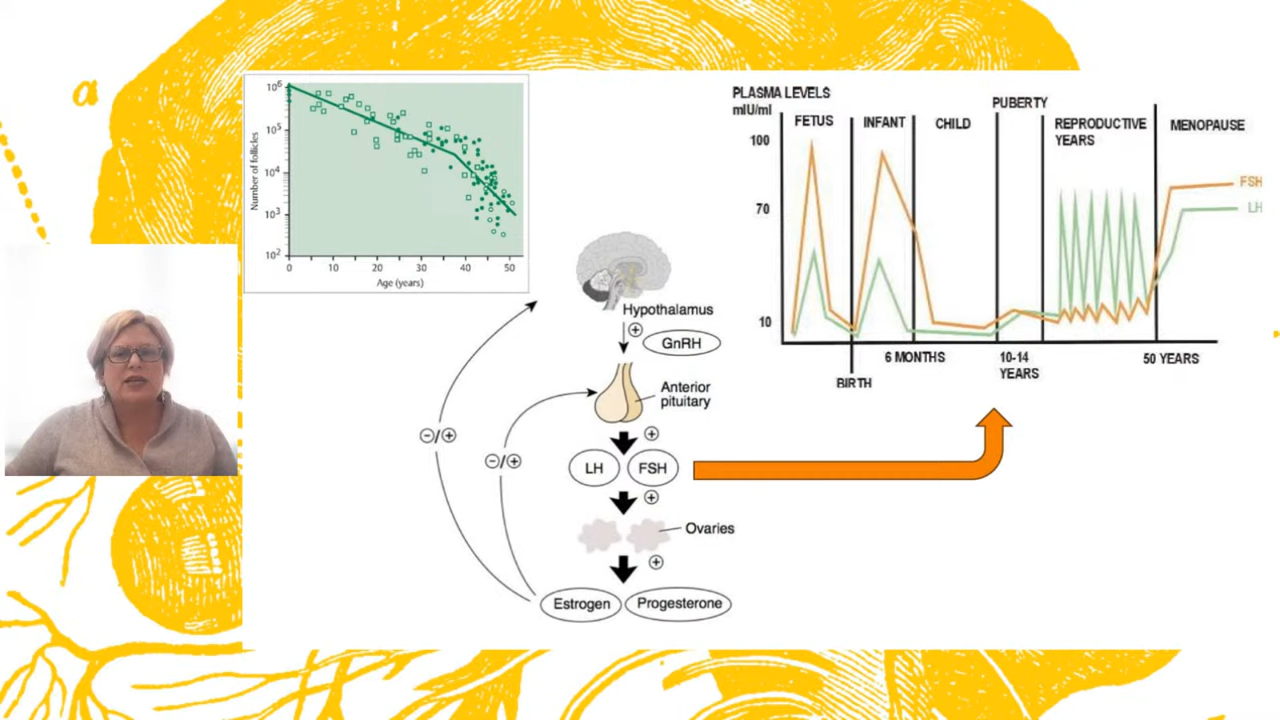 a
10⁶
10⁵
10⁴
10³
10²
Number of follicles
0 10 20 30 40 50
Age (years)
Hypothalamus
+
GnRH
Anterior
pituitary
+
LH FSH
+
Ovaries
+
Estrogen Progesterone
−/+
−/+
PLASMA LEVELS
mIU/ml
FETUS
INFANT
CHILD
PUBERTY
REPRODUCTIVE
YEARS
MENOPAUSE
100
70
10
FSH
LH
BIRTH
6 MONTHS
10-14
YEARS
50 YEARS